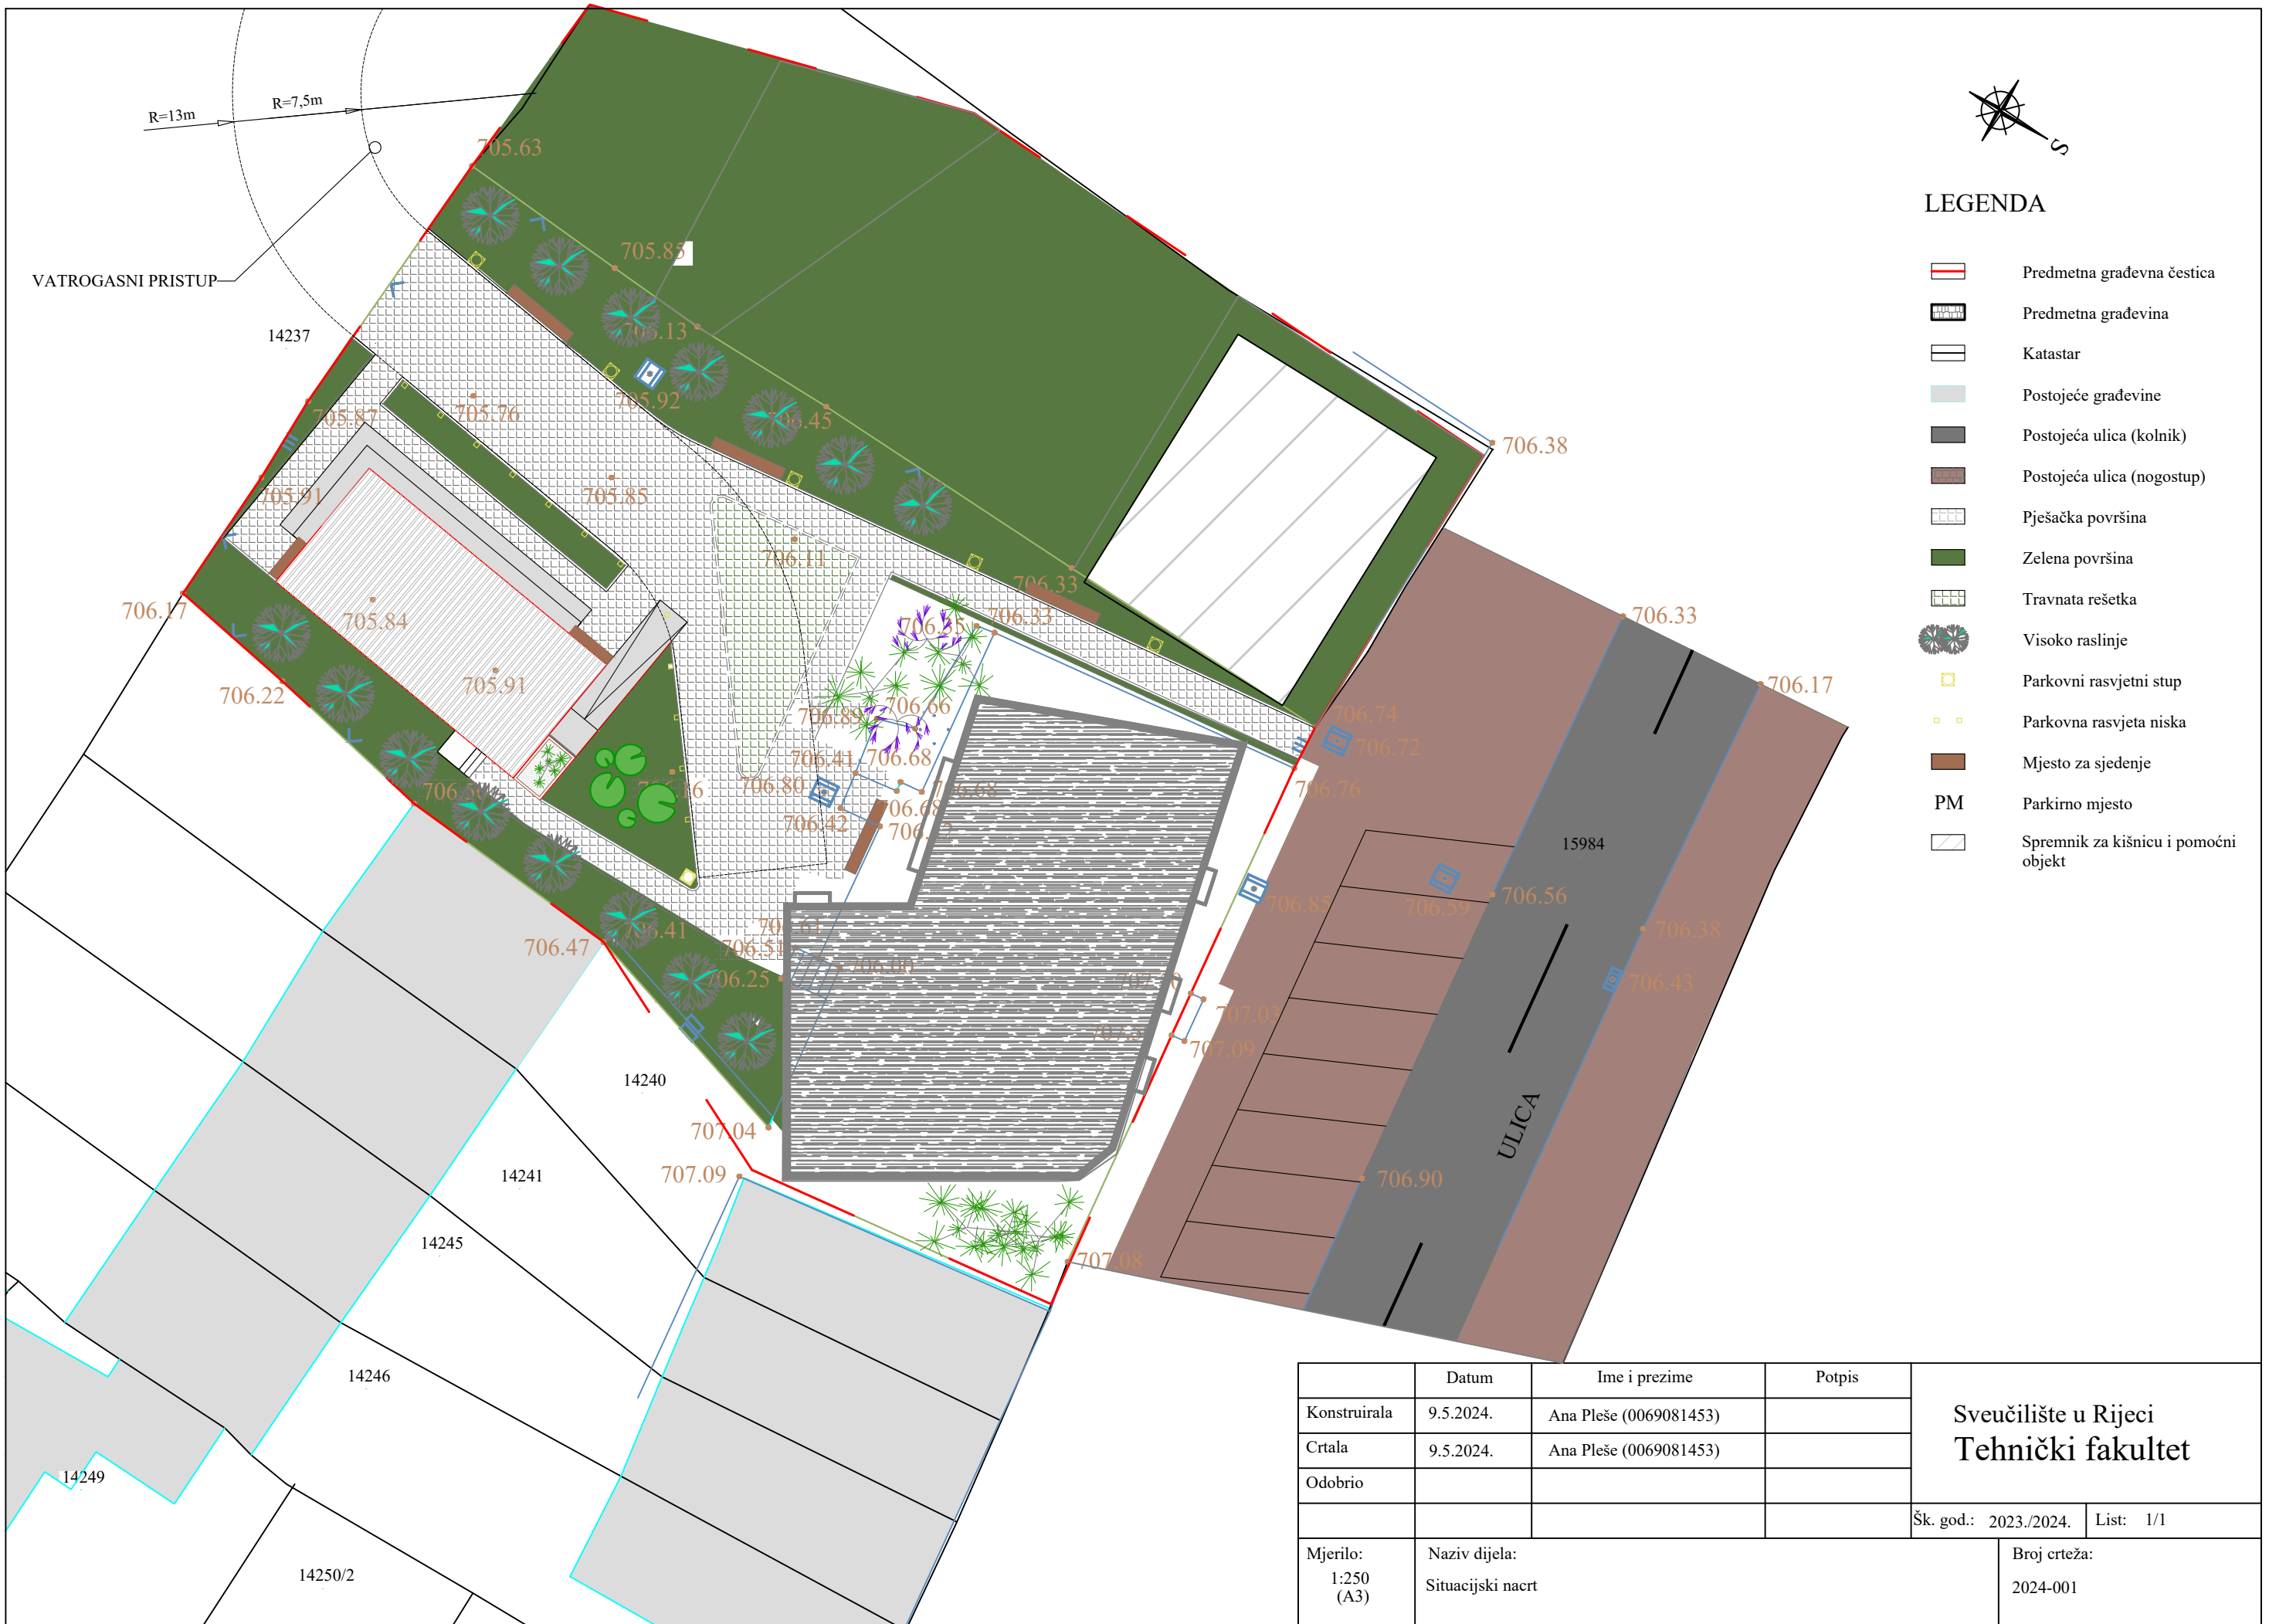 R=13m
R=7,5m
VATROGASNI PRISTUP
14237
705.63
705.85
705.92
705.87
705.76
705.91
705.85
706.45
706.11
706.33
706.33
706.38
706.33
706.17
706.17
705.84
706.22
705.91
706.66
706.89
706.41
706.68
706.80
706.68
706.68
706.42
706.74
706.72
706.76
706.85
15984
706.59
706.56
706.38
706.43
706.47
706.41
706.25
707.03
707.09
ULICA
706.90
14240
707.04
707.09
707.08
14241
14245
14246
14249
14250/2
S
LEGENDA
Predmetna građevna čestica
Predmetna građevina
Katastar
Postojeće građevine
Postojeća ulica (kolnik)
Postojeća ulica (nogostup)
Pješačka površina
Zelena površina
Travnata rešetka
Visoko raslinje
Parkovni rasvjetni stup
Parkovna rasvjeta niska
Mjesto za sjedenje
PM Parkirno mjesto
Spremnik za kišnicu i pomoćni
objekt
Datum Ime i prezime Potpis
Konstruirala 9.5.2024. Ana Pleše (0069081453)
Crtala 9.5.2024. Ana Pleše (0069081453)
Odobrio
Sveučilište u Rijeci
Tehnički fakultet
Šk. god.: 2023./2024. List: 1/1
Mjerilo:
1:250
(A3)
Naziv dijela:
Situacijski nacrt
Broj crteža:
2024-001